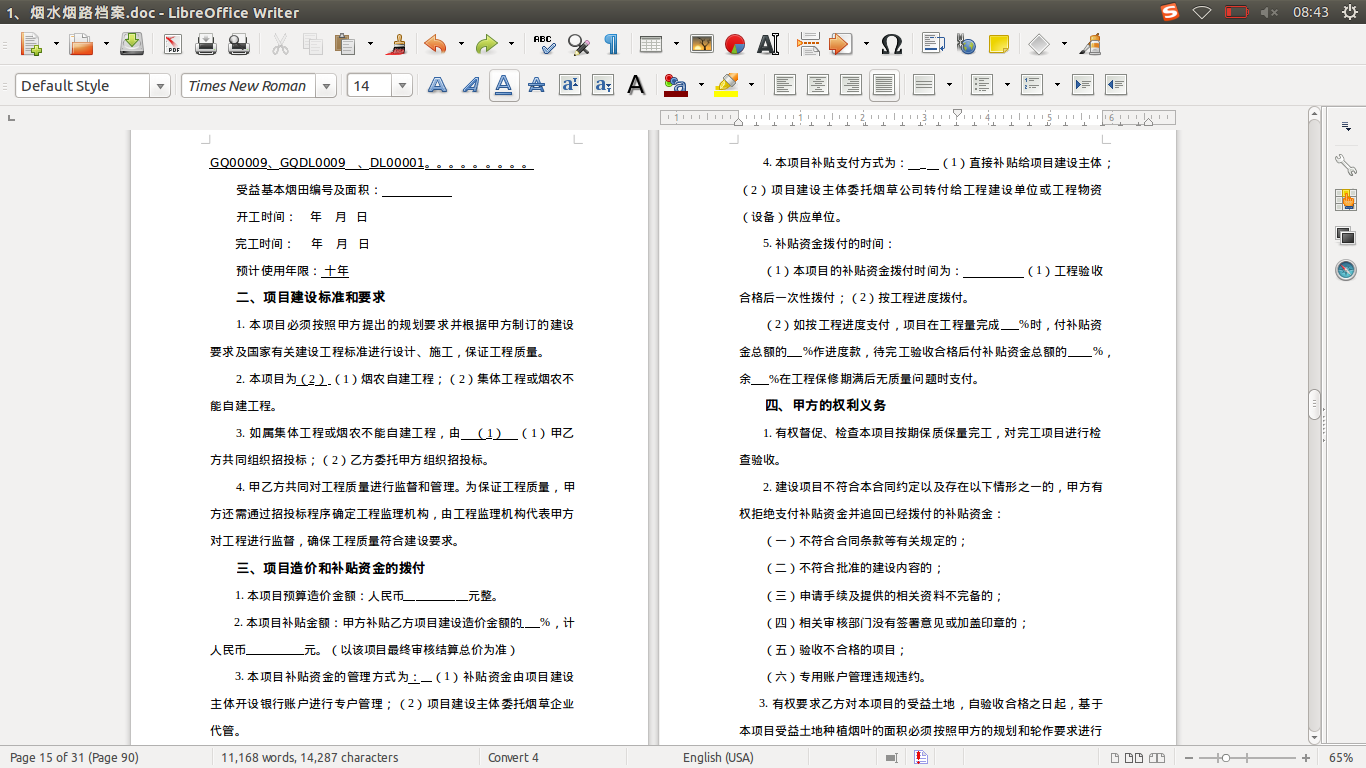 1、烟水烟路档案.doc - LibreOffice Writer
08:43
Default Style
Times New Roman
14
GQ00009、GQDL0009 、DL00001。。。。。。。。。
受益基本烟田编号及面积：
开工时间： 年 月 日
完工时间： 年 月 日
预计使用年限：十年
二、项目建设标准和要求
1. 本项目必须按照甲方提出的规划要求并根据甲方制订的建设
要求及国家有关建设工程标准进行设计、施工，保证工程质量。
2. 本项目为（2） （1）烟农自建工程；（2）集体工程或烟农不
能自建工程。
3. 如属集体工程或烟农不能自建工程，由 （1） （1）甲乙
方共同组织招投标；（2）乙方委托甲方组织招投标。
4. 甲乙方共同对工程质量进行监督和管理。为保证工程质量，甲
方还需通过招投标程序确定工程监理机构，由工程监理机构代表甲方
对工程进行监督，确保工程质量符合建设要求。
三、项目造价和补贴资金的拨付
1. 本项目预算造价金额：人民币__________元整。
2. 本项目补贴金额：甲方补贴乙方项目建设造价金额的___%，计
人民币_________元。（以该项目最终审核结算总价为准）
3. 本项目补贴资金的管理方式为：__（1）补贴资金由项目建设
主体开设银行账户进行专户管理；（2）项目建设主体委托烟草企业
代管。
4. 本项目补贴支付方式为：_____（1）直接补贴给项目建设主体；
（2）项目建设主体委托烟草公司转付给工程建设单位或工程物资
（设备）供应单位。
5. 补贴资金拨付的时间：
（1）本项目的补贴资金拨付时间为：__________（1）工程验收
合格后一次性拨付；（2）按工程进度拨付。
（2）如按工程进度支付，项目在工程量完成___%时，付补贴资
金总额的___%作进度款，待完工验收合格后付补贴资金总额的____%，
余___%在工程保修期满后无质量问题时支付。
四、甲方的权利义务
1. 有权督促、检查本项目按期保质保量完工，对完工项目进行检
查验收。
2. 建设项目不符合本合同约定以及存在以下情形之一的，甲方有
权拒绝支付补贴资金并追回已经拨付的补贴资金：
（一）不符合合同条款等有关规定的；
（二）不符合批准的建设内容的；
（三）申请手续及提供的相关资料不完备的；
（四）相关审核部门没有签署意见或加盖印章的；
（五）验收不合格的项目；
（六）专用账户管理违规违约。
3. 有权要求乙方对本项目的受益土地，自验收合格之日起，基于
本项目受益土地种植烟叶的面积必须按照甲方的规划和轮作要求进行
Page 15 of 31 (Page 90)
11,168 words, 14,287 characters
Convert 4
English (USA)
65%